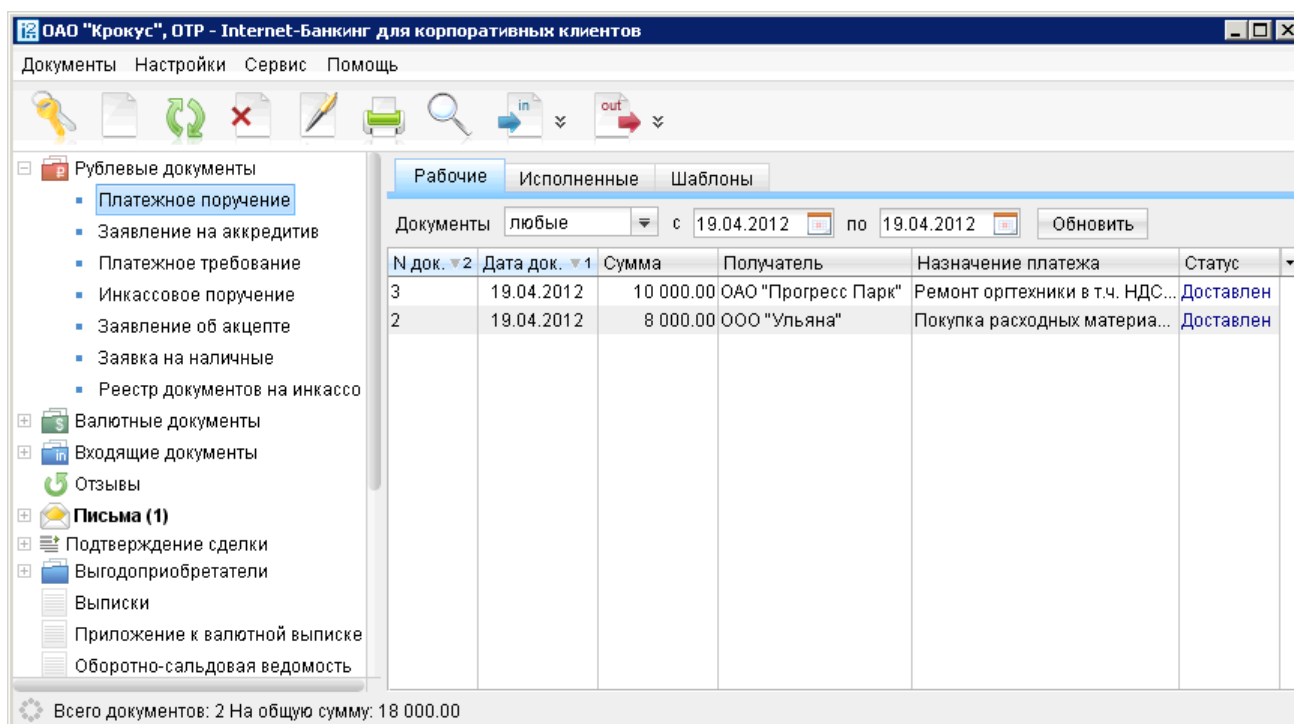 ОАО "Крокус", ОТР - Internet-Банкинг для корпоративных клиентов
Документы Настройки Сервис Помощь
in out
Рублевые документы
Платежное поручение
Заявление на аккредитив
Платежное требование
Инкассовое поручение
Заявление об акцепте
Заявка на наличные
Реестр документов на инкассо
Валютные документы
Входящие документы
Отзывы
Письма (1)
Подтверждение сделки
Выгодоприобретатели
Выписки
Приложение к валютной выписке
Оборотно-сальдовая ведомость
Рабочие Исполненные Шаблоны
Документы любые с 19.04.2012 по 19.04.2012 Обновить
N док. 2 Дата док. 1 Сумма Получатель Назначение платежа Статус
3 19.04.2012 10 000.00 ОАО "Прогресс Парк" Ремонт оргтехники в т.ч. НДС... Доставлен
2 19.04.2012 8 000.00 ООО "Ульяна" Покупка расходных материа... Доставлен
Всего документов: 2 На общую сумму: 18 000.00